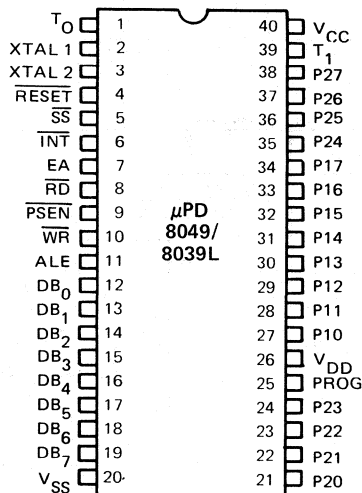 T0 1 40 VCC
XTAL 1 2 39 T1
XTAL 2 3 38 P27
RESET 4 37 P26
SS 5 36 P25
INT 6 35 P24
EA 7 34 P17
RD 8 33 P16
PSEN 9 32 P15
WR 10 31 P14
ALE 11 30 P13
DB0 12 29 P12
DB1 13 28 P11
DB2 14 27 P10
DB3 15 26 VDD
DB4 16 25 PROG
DB5 17 24 P23
DB6 18 23 P22
DB7 19 22 P21
VSS 20 21 P20
µPD
8049/
8039L